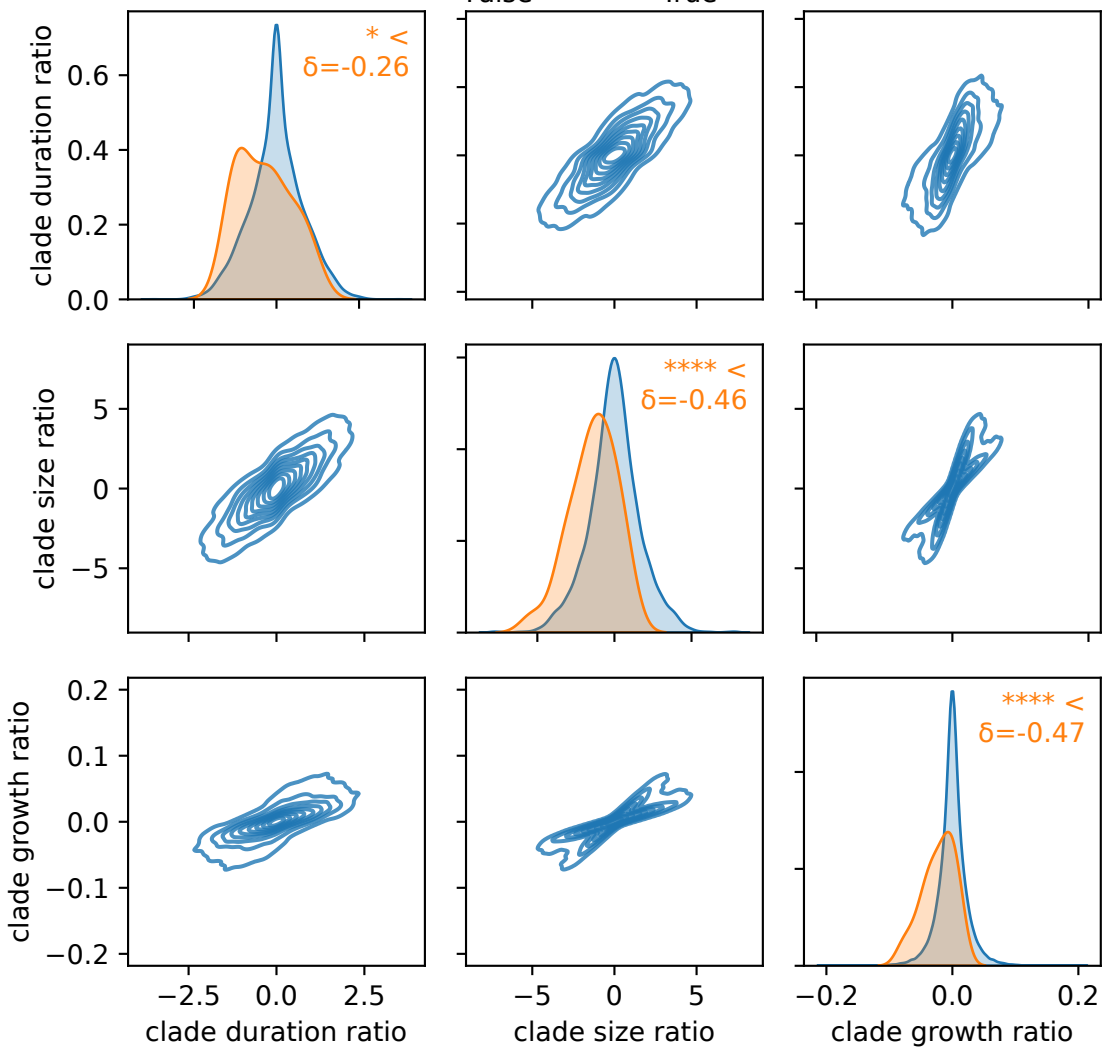 clade duration ratio
0.6
0.4
0.2
0.0
* <
δ=-0.26
clade size ratio
5
0
−5
**** <
δ=-0.46
clade growth ratio
0.2
0.1
0.0
−0.1
−0.2
**** <
δ=-0.47
−2.5
0.0
2.5
clade duration ratio
−5
0
5
clade size ratio
−0.2
0.0
0.2
clade growth ratio